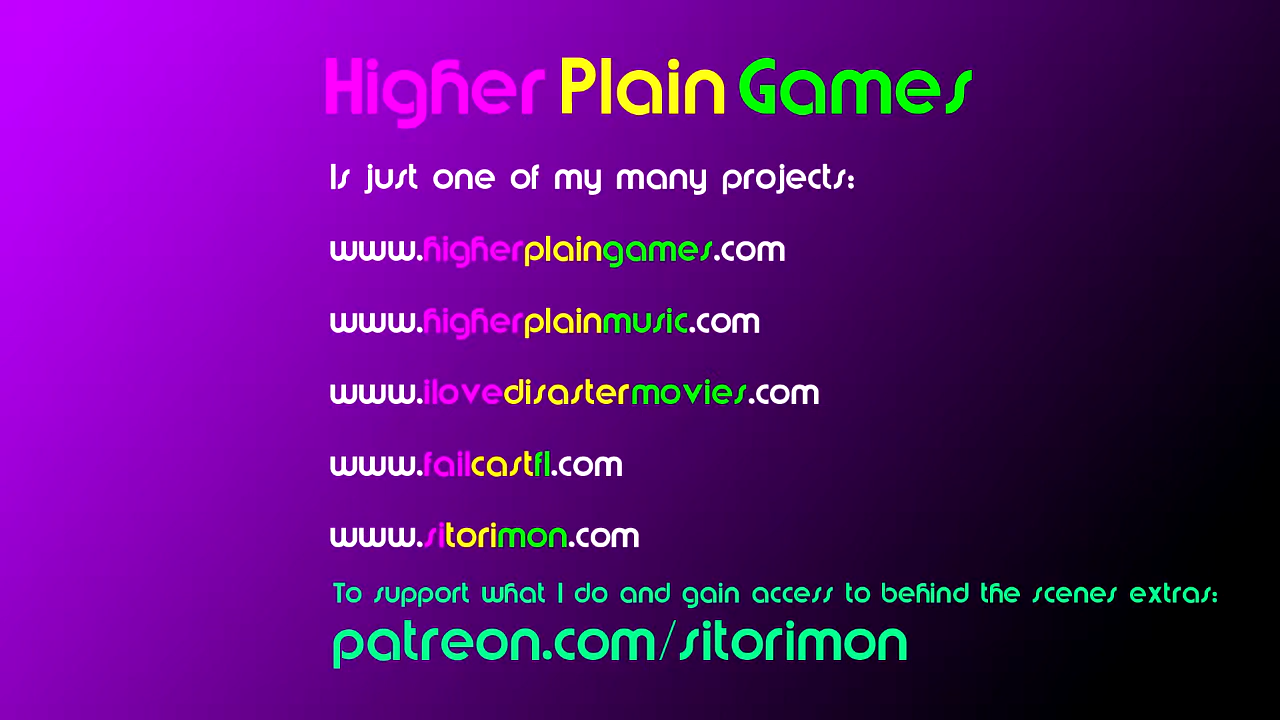 Higher Plain Games
Is just one of my many projects:
www.higherplaingames.com
www.higherplainmusic.com
www.ilovedisastermovies.com
www.failcastfl.com
www.sitorimon.com
To support what I do and gain access to behind the scenes extras:
patreon.com/sitorimon